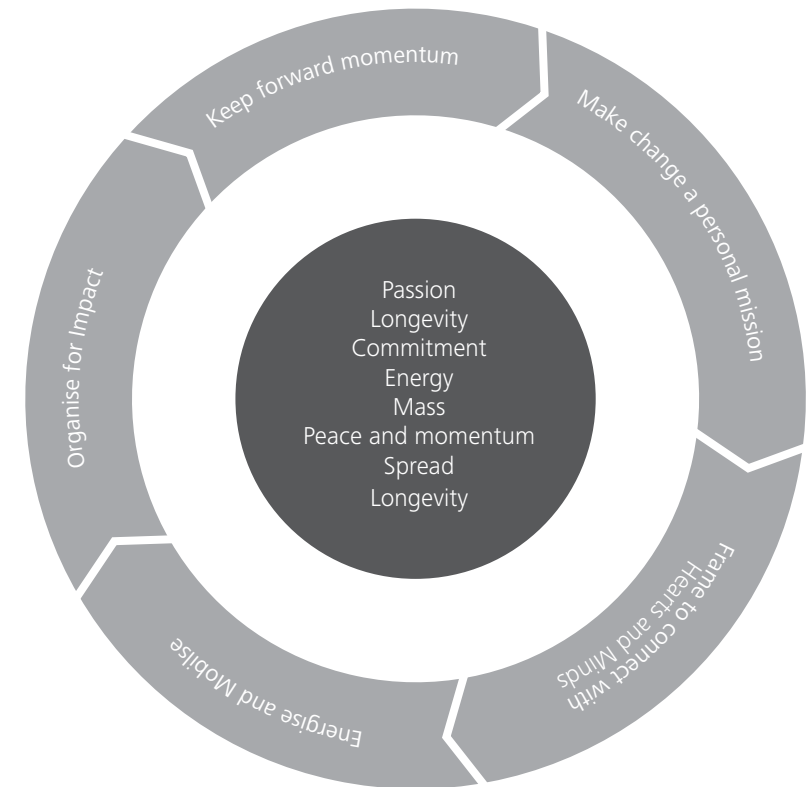 Keep forward momentum
Make change a personal mission
Frame to connect with
Hearts and Minds
Energise and Mobilise
Organise for Impact
Passion
Longevity
Commitment
Energy
Mass
Peace and momentum
Spread
Longevity